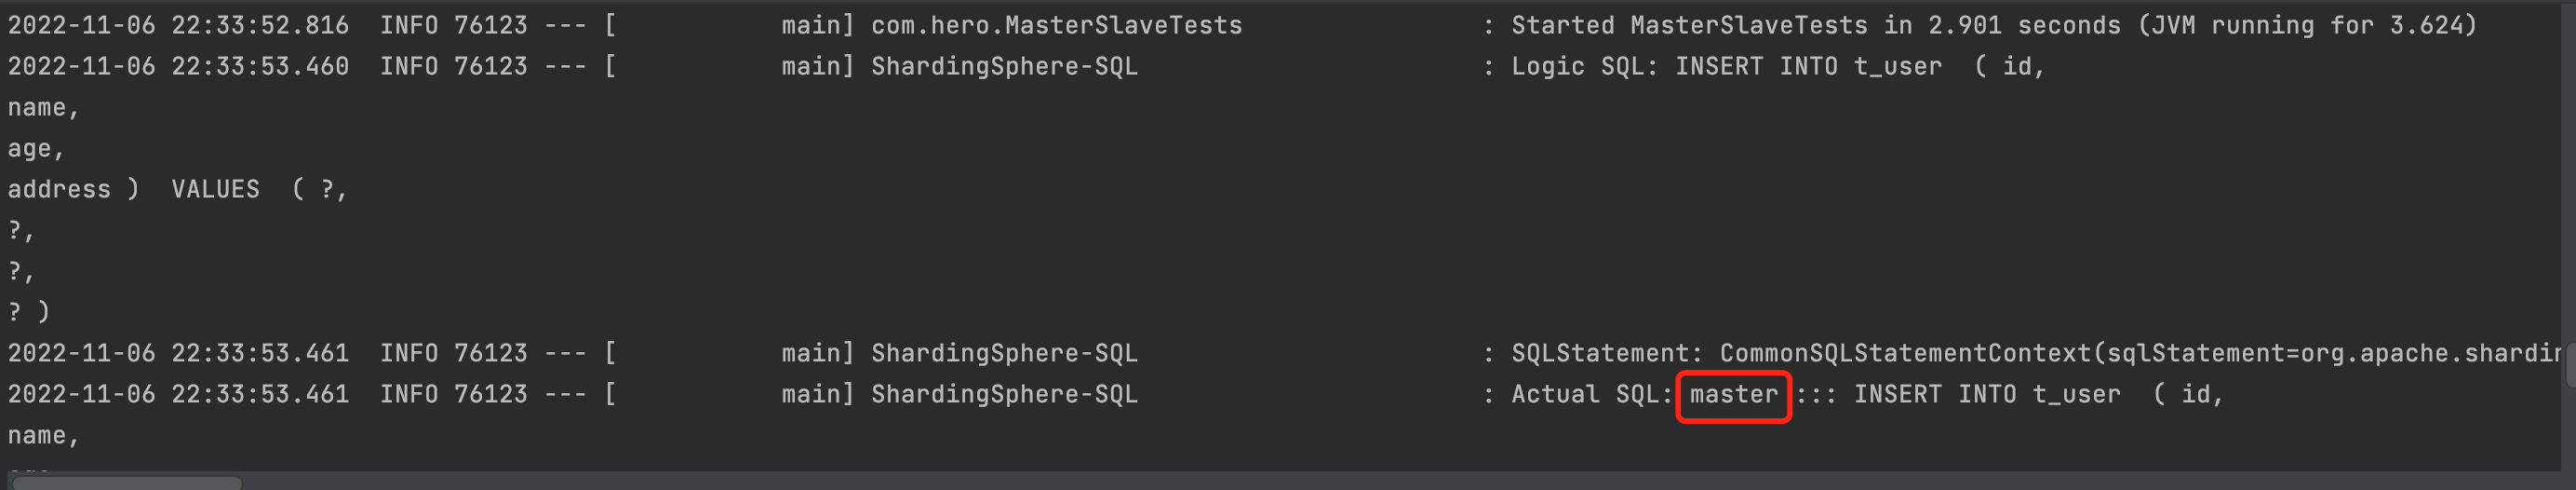 2022-11-06 22:33:52.816  INFO 76123 --- [           main] com.hero.MasterSlaveTests                : Started MasterSlaveTests in 2.901 seconds (JVM running for 3.624)
2022-11-06 22:33:53.460  INFO 76123 --- [           main] ShardingSphere-SQL                       : Logic SQL: INSERT INTO t_user  ( id,
name,
age,
address )  VALUES  ( ?,
?,
?,
? )
2022-11-06 22:33:53.461  INFO 76123 --- [           main] ShardingSphere-SQL                       : SQLStatement: CommonSQLStatementContext(sqlStatement=org.apache.shardin
2022-11-06 22:33:53.461  INFO 76123 --- [           main] ShardingSphere-SQL                       : Actual SQL: master ::: INSERT INTO t_user  ( id,
name,